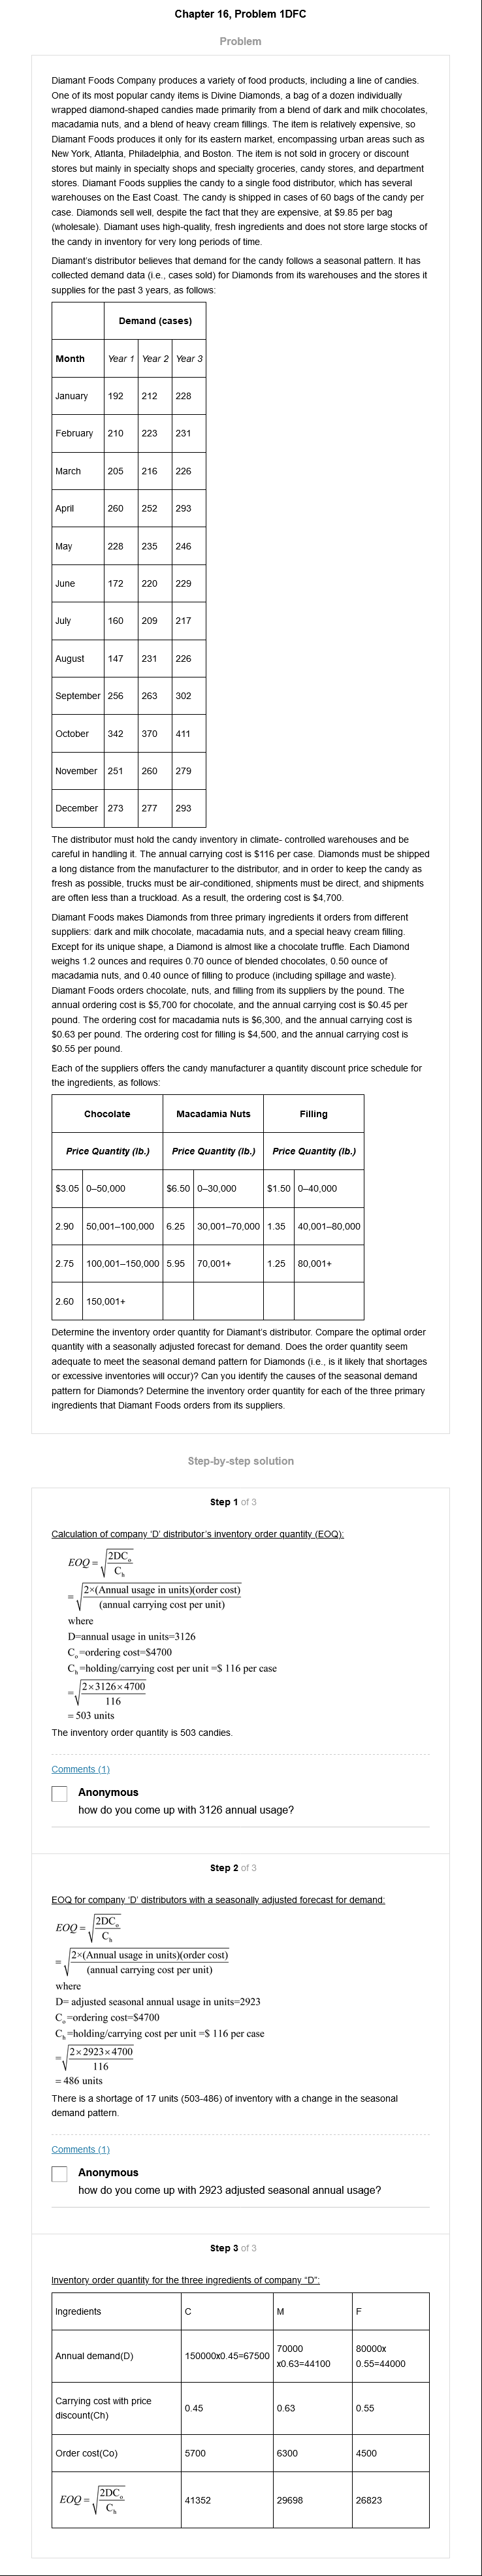 Chapter 16, Problem 1DFC
Problem
Diamant Foods Company produces a variety of food products, including a line of candies.
One of its most popular candy items is Divine Diamonds, a bag of a dozen individually
wrapped diamond-shaped candies made primarily from a blend of dark and milk chocolates,
macadamia nuts, and a blend of heavy cream fillings. The item is relatively expensive, so
Diamant Foods produces it only for its eastern market, encompassing urban areas such as
New York, Atlanta, Philadelphia, and Boston. The item is not sold in grocery or discount
stores but mainly in specialty shops and specialty groceries, candy stores, and department
stores. Diamant Foods supplies the candy to a single food distributor, which has several
warehouses on the East Coast. The candy is shipped in cases of 60 bags of the candy per
case. Diamonds sell well, despite the fact that they are expensive, at $9.85 per bag
(wholesale). Diamant uses high-quality, fresh ingredients and does not store large stocks of
the candy in inventory for very long periods of time.
Diamant's distributor believes that demand for the candy follows a seasonal pattern. It has
collected demand data (i.e., cases sold) for Diamonds from its warehouses and the stores it
supplies for the past 3 years, as follows:
Demand (cases)
Month Year 1 Year 2 Year 3
January 192 212 228
February 210 223 231
March 205 216 226
April 260 252 293
May 228 235 246
June 172 220 229
July 160 209 217
August 147 231 226
September 256 263 302
October 342 370 411
November 251 260 279
December 273 277 293
The distributor must hold the candy inventory in climate- controlled warehouses and be
careful in handling it. The annual carrying cost is $116 per case. Diamonds must be shipped
a long distance from the manufacturer to the distributor, and in order to keep the candy as
fresh as possible, trucks must be air-conditioned, shipments must be direct, and shipments
are often less than a truckload. As a result, the ordering cost is $4,700.
Diamant Foods makes Diamonds from three primary ingredients it orders from different
suppliers: dark and milk chocolate, macadamia nuts, and a special heavy cream filling.
Except for its unique shape, a Diamond is almost like a chocolate truffle. Each Diamond
weighs 1.2 ounces and requires 0.70 ounce of blended chocolates, 0.50 ounce of
macadamia nuts, and 0.40 ounce of filling to produce (including spillage and waste).
Diamant Foods orders chocolate, nuts, and filling from its suppliers by the pound. The
annual ordering cost is $5,700 for chocolate, and the annual carrying cost is $0.45 per
pound. The ordering cost for macadamia nuts is $6,300, and the annual carrying cost is
$0.63 per pound. The ordering cost for filling is $4,500, and the annual carrying cost is
$0.55 per pound.
Each of the suppliers offers the candy manufacturer a quantity discount price schedule for
the ingredients, as follows:
Chocolate Macadamia Nuts Filling
Price Quantity (lb.) Price Quantity (lb.) Price Quantity (lb.)
$3.05 0–50,000 $6.50 0–30,000 $1.50 0–40,000
2.90 50,001–100,000 6.25 30,001–70,000 1.35 40,001–80,000
2.75 100,001–150,000 5.95 70,001+ 1.25 80,001+
2.60 150,001+
Determine the inventory order quantity for Diamant's distributor. Compare the optimal order
quantity with a seasonally adjusted forecast for demand. Does the order quantity seem
adequate to meet the seasonal demand pattern for Diamonds (i.e., is it likely that shortages
or excessive inventories will occur)? Can you identify the causes of the seasonal demand
pattern for Diamonds? Determine the inventory order quantity for each of the three primary
ingredients that Diamant Foods orders from its suppliers.
Step-by-step solution
Step 1 of 3
Calculation of company 'D' distributor's inventory order quantity (EOQ):
EOQ = √(2DCₒ/Cₕ)
= √(2×(Annual usage in units)(order cost)/(annual carrying cost per unit))
where
D=annual usage in units=3126
Cₒ =ordering cost=$4700
Cₕ =holding/carrying cost per unit =$ 116 per case
= √(2×3126×4700/116)
= 503 units
The inventory order quantity is 503 candies.
Comments (1)
Anonymous
how do you come up with 3126 annual usage?
Step 2 of 3
EOQ for company 'D' distributors with a seasonally adjusted forecast for demand:
EOQ = √(2DCₒ/Cₕ)
= √(2×(Annual usage in units)(order cost)/(annual carrying cost per unit))
where
D= adjusted seasonal annual usage in units=2923
Cₒ =ordering cost=$4700
Cₕ =holding/carrying cost per unit =$ 116 per case
= √(2×2923×4700/116)
= 486 units
There is a shortage of 17 units (503-486) of inventory with a change in the seasonal
demand pattern.
Comments (1)
Anonymous
how do you come up with 2923 adjusted seasonal annual usage?
Step 3 of 3
Inventory order quantity for the three ingredients of company "D":
Ingredients C M F
Annual demand(D) 150000x0.45=67500 70000 x0.63=44100 80000x 0.55=44000
Carrying cost with price discount(Ch) 0.45 0.63 0.55
Order cost(Co) 5700 6300 4500
EOQ = √(2DCₒ/Cₕ) 41352 29698 26823